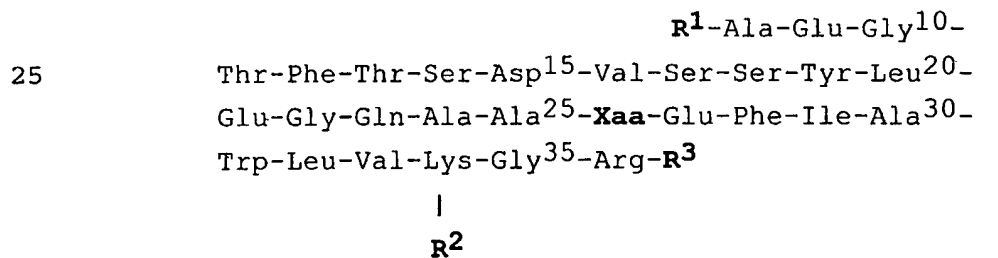 R1-Ala-Glu-Gly10-
25 Thr-Phe-Thr-Ser-Asp15-Val-Ser-Ser-Tyr-Leu20-
Glu-Gly-Gln-Ala-Ala25-Xaa-Glu-Phe-Ile-Ala30-
Trp-Leu-Val-Lys-Gly35-Arg-R3
|
R2